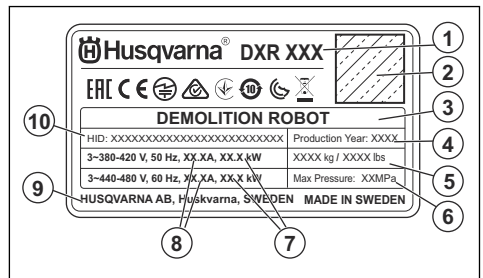 Husqvarna® DXR XXX
EAC CE 10
DEMOLITION ROBOT
HID: XXXXXXXXXXXXXXXXXXXXXXXXX Production Year: XXXX
3~380-420 V, 50 Hz, XX.XA, XX.X kW XXXX kg / XXXX lbs
3~440-480 V, 60 Hz, XX.XA, XX.X kW Max Pressure: XXMPa
HUSQVARNA AB, Huskvarna, SWEDEN MADE IN SWEDEN
1
2
3
4
5
6
7
8
9
10